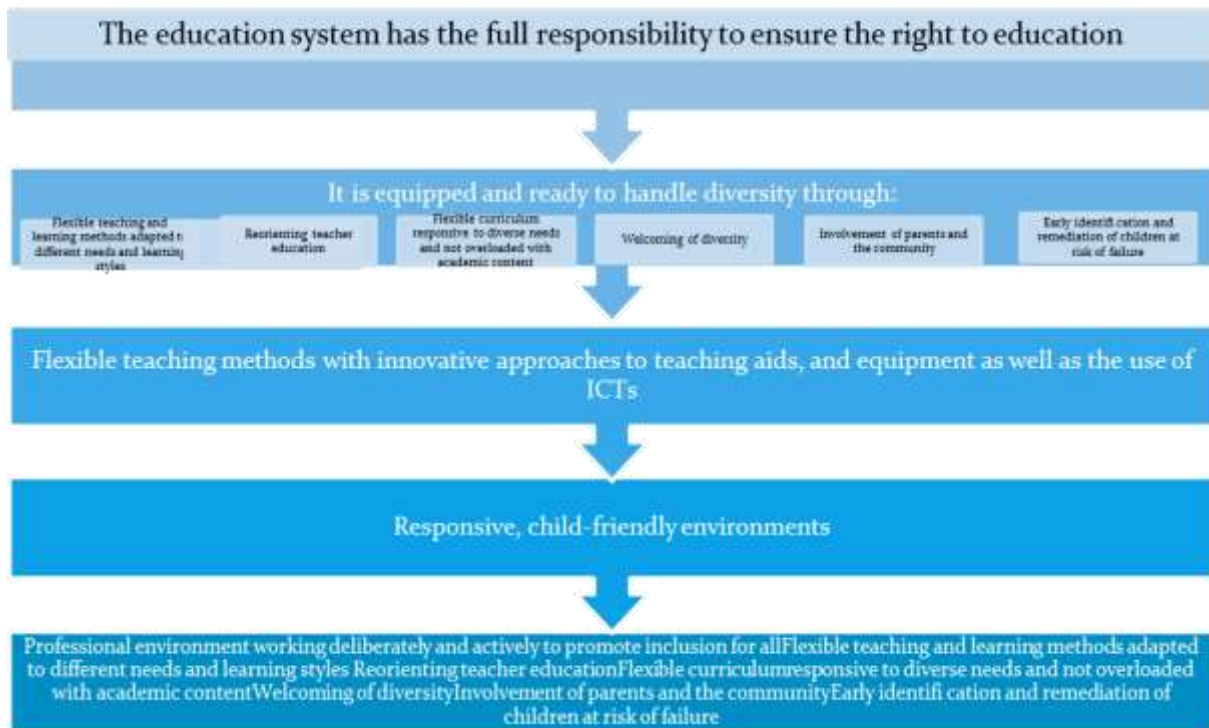 The education system has the full responsibility to ensure the right to education
It is equipped and ready to handle diversity through:
Flexible teaching and
learning methods adapted t
different needs and learning
styles
Reorienting teacher
education
Flexible curriculum
responsive to diverse needs
and not overloaded with
academic content
Welcoming of diversity
Involvement of parents and
the community
Early identifi cation and
remediation of children at
risk of failure
Flexible teaching methods with innovative approaches to teaching aids, and equipment as well as the use of
ICTs
Responsive, child-friendly environments
Professional environment working deliberately and actively to promote inclusion for allFlexible teaching and learning methods adapted
to different needs and learning styles Reorienting teacher educationFlexible curriculumresponsive to diverse needs and not overloaded
with academic contentWelcoming of diversityInvolvement of parents and the communityEarly identifi cation and remediation of
children at risk of failure